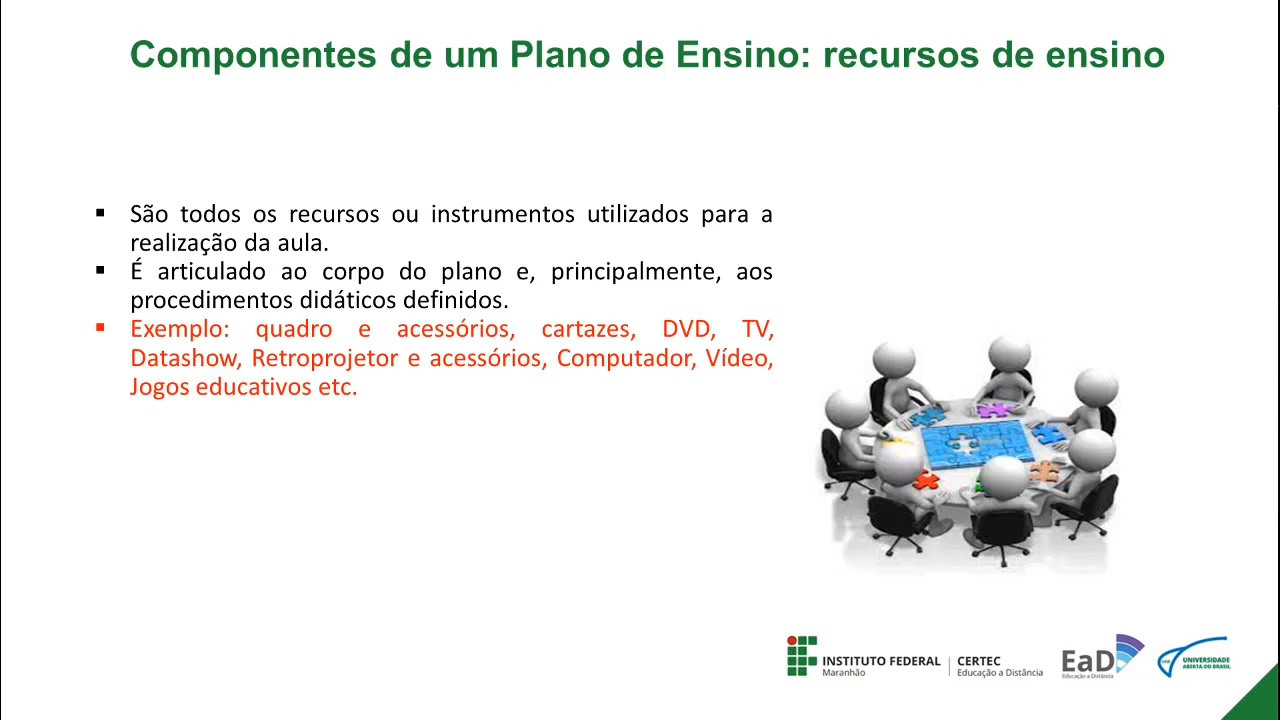 Componentes de um Plano de Ensino: recursos de ensino
▪ São todos os recursos ou instrumentos utilizados para a
realização da aula.
▪ É articulado ao corpo do plano e, principalmente, aos
procedimentos didáticos definidos.
▪ Exemplo: quadro e acessórios, cartazes, DVD, TV,
Datashow, Retroprojetor e acessórios, Computador, Vídeo,
Jogos educativos etc.
INSTITUTO FEDERAL
Maranhão
CERTEC
Educação a Distância
EaD
Educação a Distância
UNIVERSIDADE
ABERTA DO BRASIL